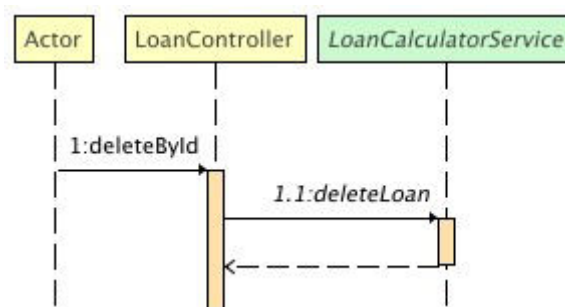 Actor
LoanController
LoanCalculatorService
1:deleteById
1.1:deleteLoan